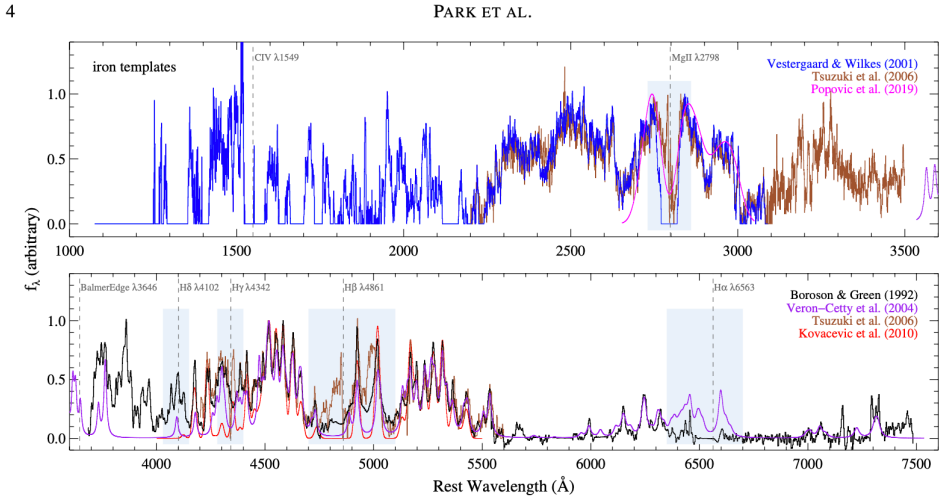 4
PARK ET AL.
iron templates
CIV λ1549
MgII λ2798
Vestergaard & Wilkes (2001)
Tsuzuki et al. (2006)
Popovic et al. (2019)
1.0
0.5
0.0
1000
1500
2000
2500
3000
3500
fλ (arbitrary)
BalmerEdge λ3646
Hδ λ4102
Hγ λ4342
Hβ λ4861
Hα λ6563
Boroson & Green (1992)
Veron-Cetty et al. (2004)
Tsuzuki et al. (2006)
Kovacevic et al. (2010)
1.0
0.5
0.0
4000
4500
5000
5500
6000
6500
7000
7500
Rest Wavelength (Å)